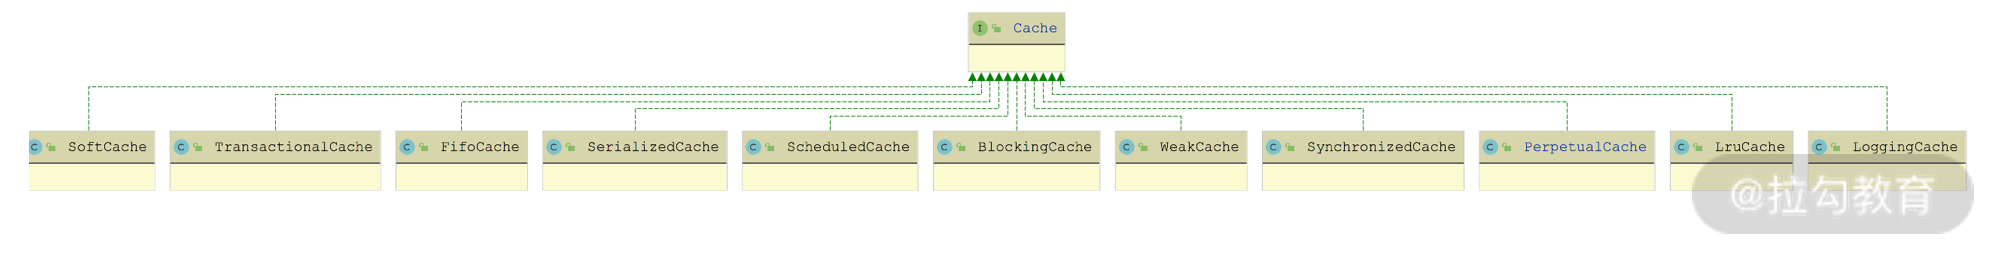 I Cache
C SoftCache
C TransactionalCache
C FifoCache
C SerializedCache
C ScheduledCache
C BlockingCache
C WeakCache
C SynchronizedCache
C PerpetualCache
C LruCache
C LoggingCache
@拉勾教育